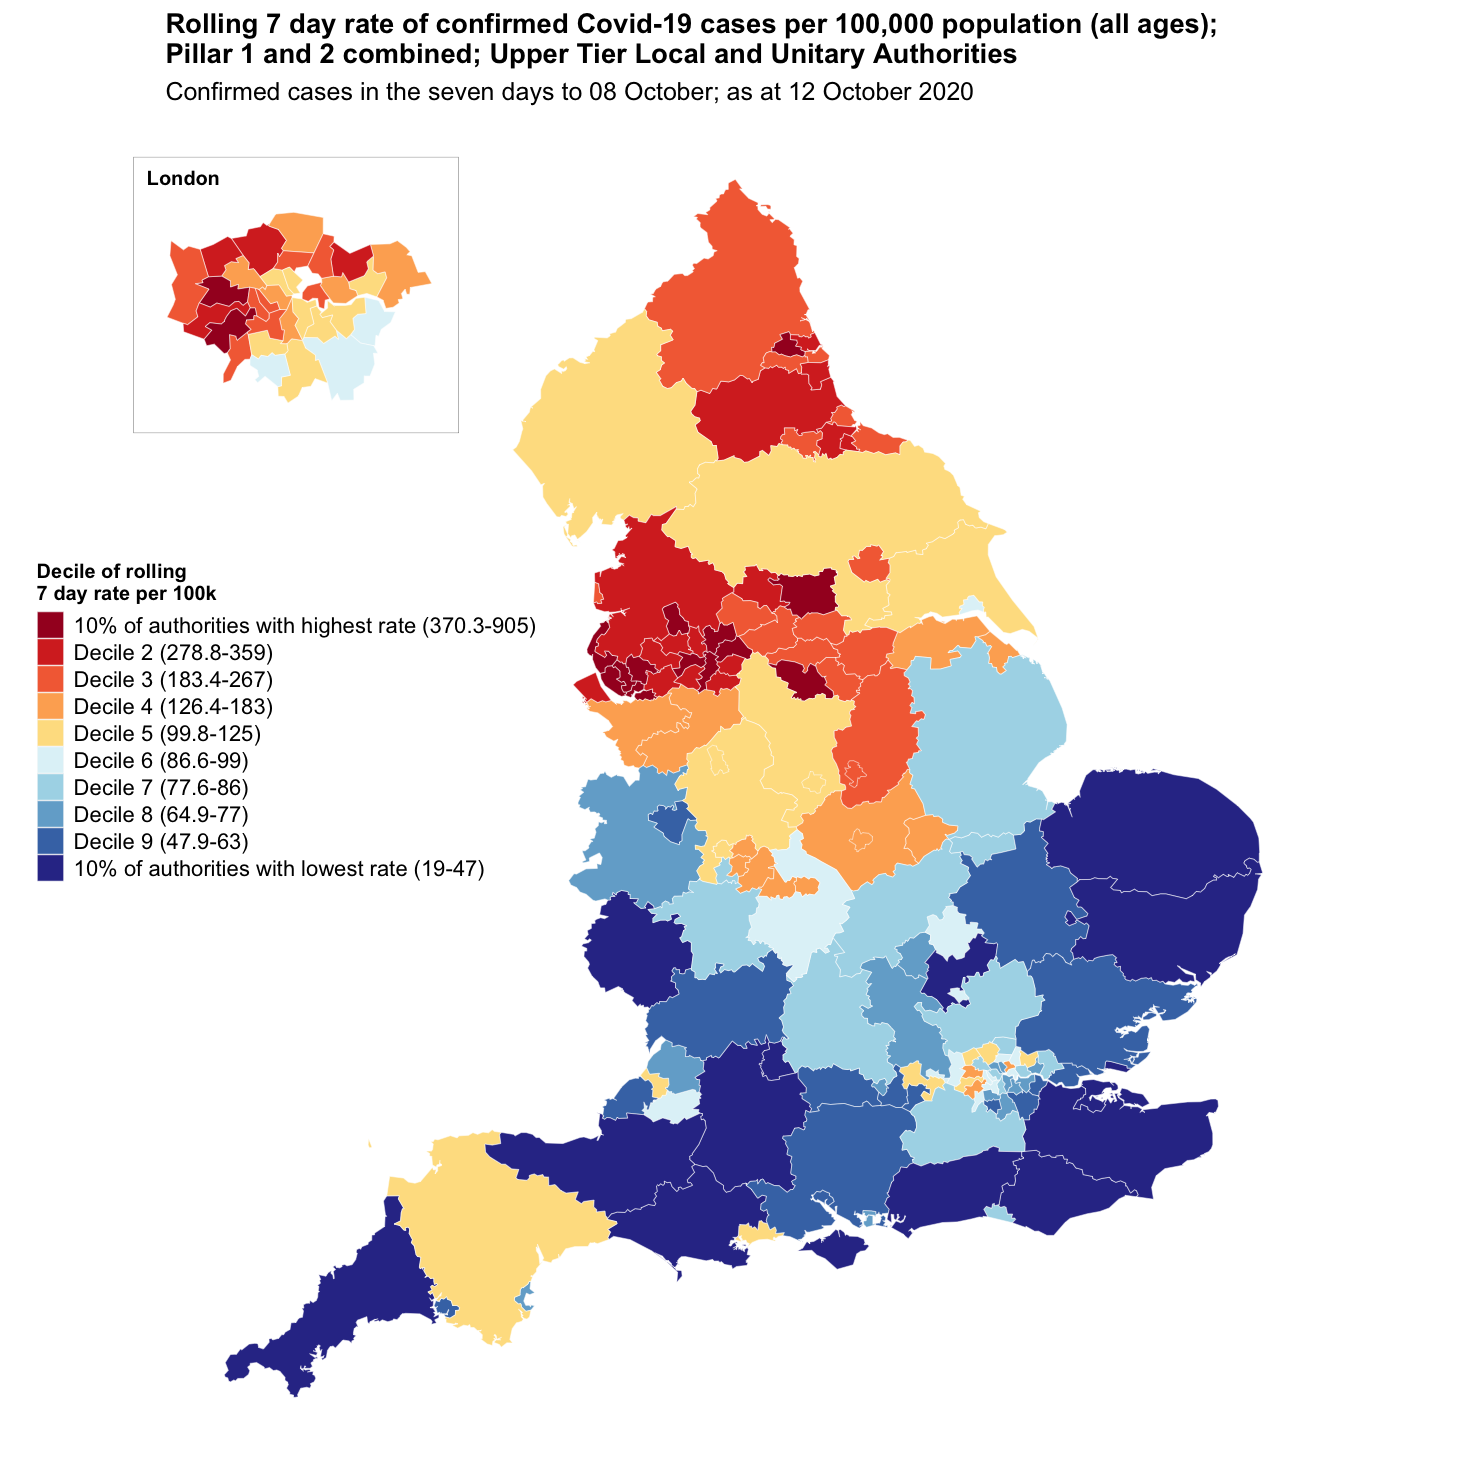 Rolling 7 day rate of confirmed Covid-19 cases per 100,000 population (all ages);
Pillar 1 and 2 combined; Upper Tier Local and Unitary Authorities
Confirmed cases in the seven days to 08 October; as at 12 October 2020
London
Decile of rolling
7 day rate per 100k
10% of authorities with highest rate (370.3-905)
Decile 2 (278.8-359)
Decile 3 (183.4-267)
Decile 4 (126.4-183)
Decile 5 (99.8-125)
Decile 6 (86.6-99)
Decile 7 (77.6-86)
Decile 8 (64.9-77)
Decile 9 (47.9-63)
10% of authorities with lowest rate (19-47)